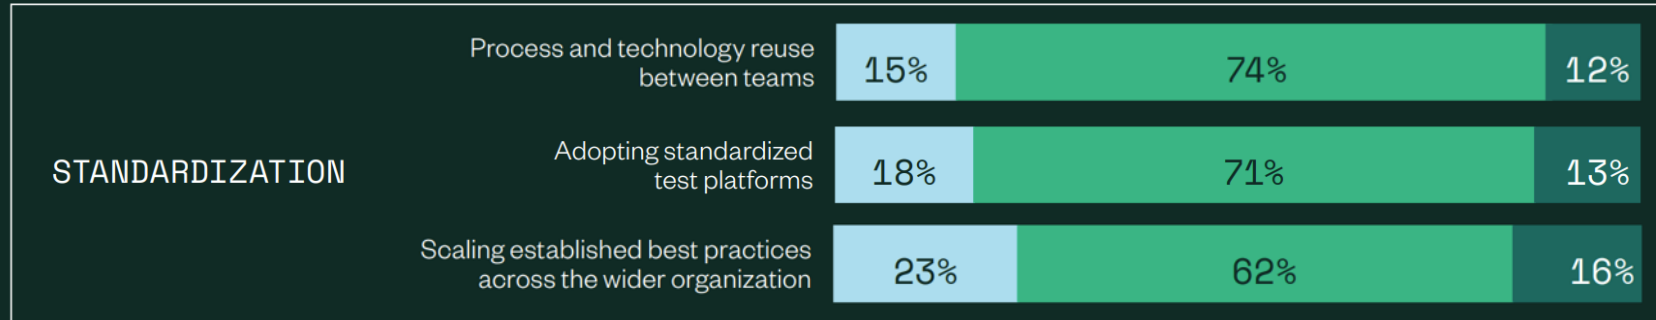 Process and technology reuse
between teams
15%
74%
12%
STANDARDIZATION
Adopting standardized
test platforms
18%
71%
13%
Scaling established best practices
across the wider organization
23%
62%
16%